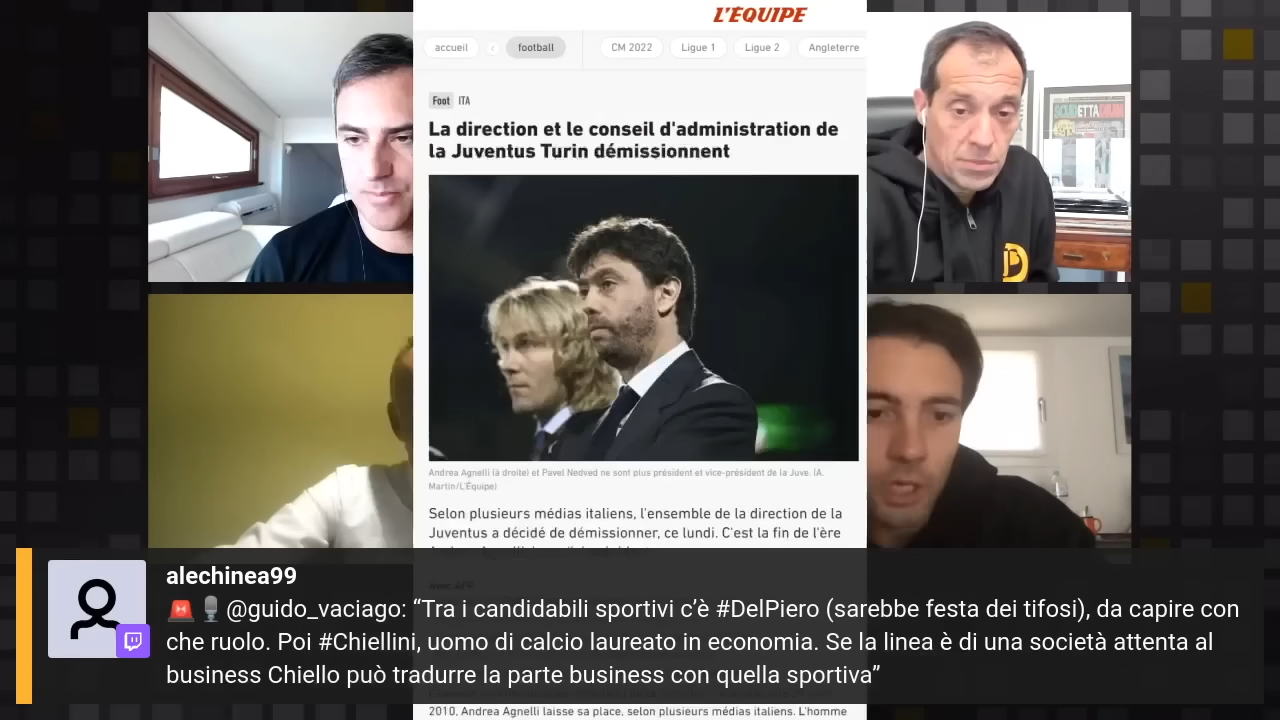 L'ÉQUIPE
accueil
football
CM 2022
Ligue 1
Ligue 2
Angleterre
Foot ITA
La direction et le conseil d'administration de
la Juventus Turin démissionnent
Andrea Agnelli (à droite) et Pavel Nedved ne sont plus président et vice-président de la Juve. (A.
Martin/L'Équipe)
Selon plusieurs médias italiens, l'ensemble de la direction de la
Juventus a décidé de démissionner, ce lundi. C'est la fin de l'ère
alechinea99
🚨🎙️@guido_vaciago: “Tra i candidabili sportivi c’è #DelPiero (sarebbe festa dei tifosi), da capire con
che ruolo. Poi #Chiellini, uomo di calcio laureato in economia. Se la linea è di una società attenta al
business Chiello può tradurre la parte business con quella sportiva”
2010, Andrea Agnelli laisse sa place, selon plusieurs médias italiens. L'homme